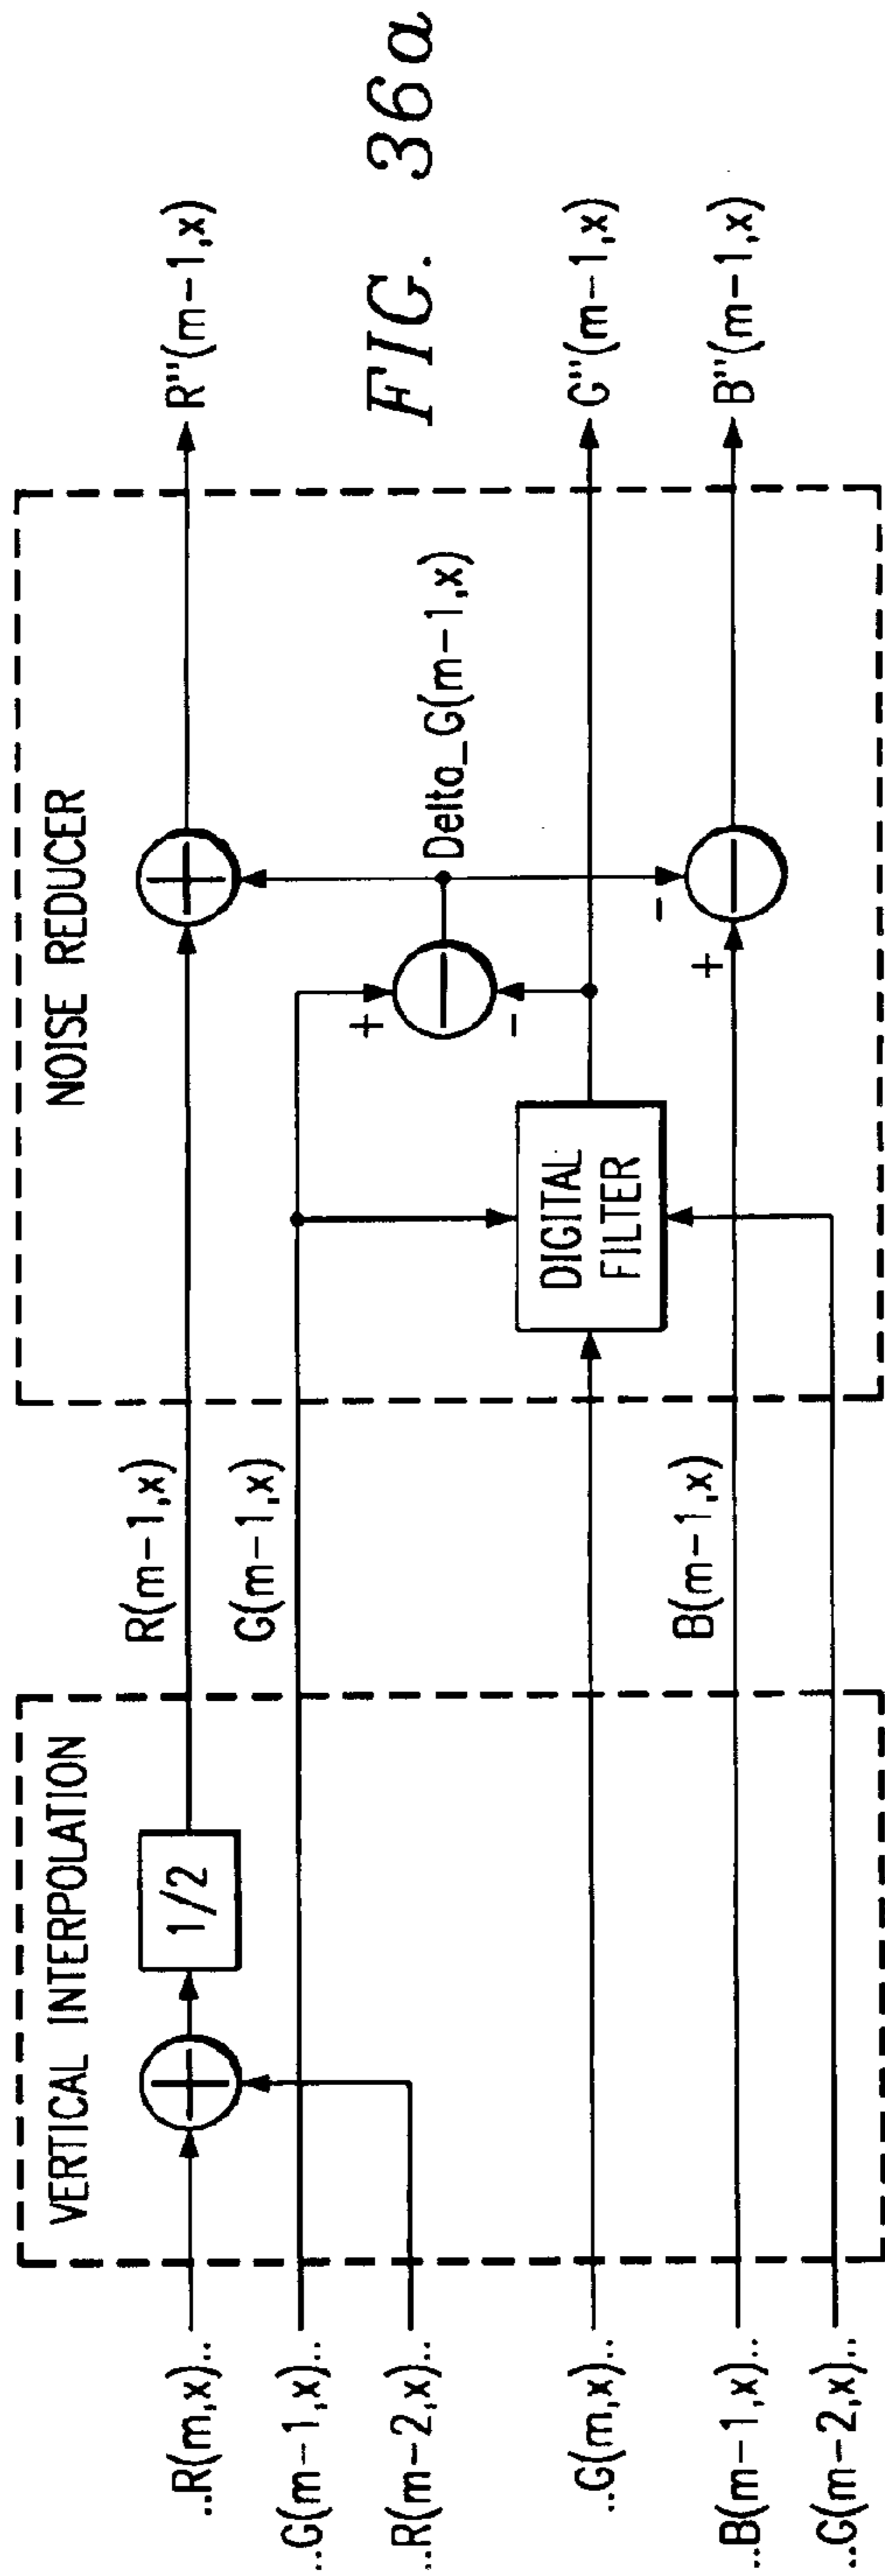 FIG. 36a
VERTICAL INTERPOLATION
NOISE REDUCER
..R(m,x)..
..G(m-1,x)..
..R(m-2,x)..
..G(m,x)..
..B(m-1,x)..
..G(m-2,x)..
1/2
R(m-1,x)
G(m-1,x)
B(m-1,x)
DIGITAL
FILTER
+
-
Delta_G(m-1,x)
+
-
R"(m-1,x)
G"(m-1,x)
B"(m-1,x)